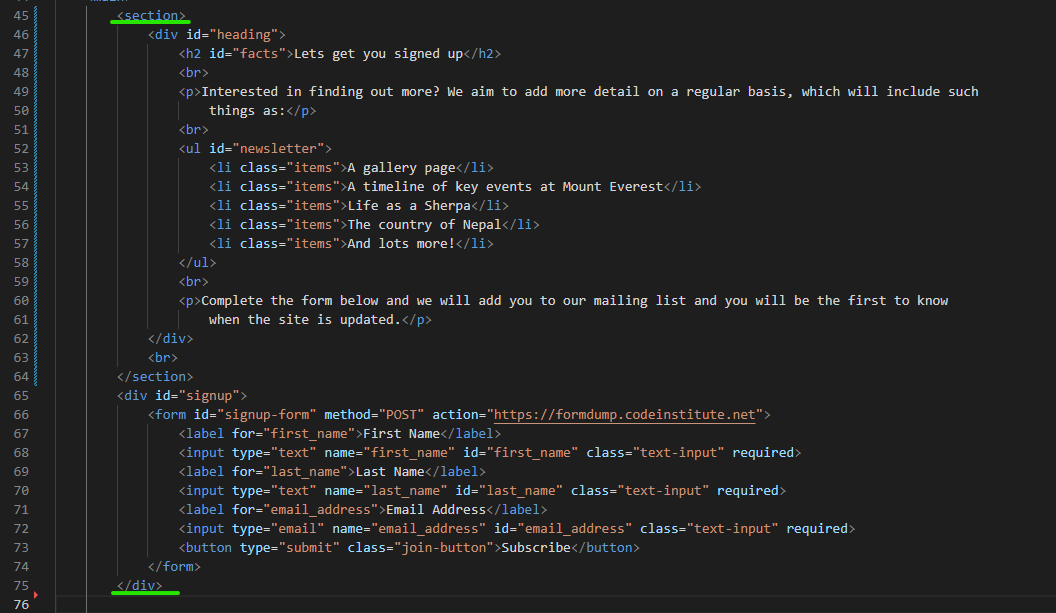 45 <section>
46 <div id="heading">
47 <h2 id="facts">Lets get you signed up</h2>
48 <br>
49 <p>Interested in finding out more? We aim to add more detail on a regular basis, which will include such
50 things as:</p>
51 <br>
52 <ul id="newsletter">
53 <li class="items">A gallery page</li>
54 <li class="items">A timeline of key events at Mount Everest</li>
55 <li class="items">Life as a Sherpa</li>
56 <li class="items">The country of Nepal</li>
57 <li class="items">And lots more!</li>
58 </ul>
59 <br>
60 <p>Complete the form below and we will add you to our mailing list and you will be the first to know
61 when the site is updated.</p>
62 </div>
63 <br>
64 </section>
65 <div id="signup">
66 <form id="signup-form" method="POST" action="https://formdump.codeinstitute.net">
67 <label for="first_name">First Name</label>
68 <input type="text" name="first_name" id="first_name" class="text-input" required>
69 <label for="last_name">Last Name</label>
70 <input type="text" name="last_name" id="last_name" class="text-input" required>
71 <label for="email_address">Email Address</label>
72 <input type="email" name="email_address" id="email_address" class="text-input" required>
73 <button type="submit" class="join-button">Subscribe</button>
74 </form>
75 </div>
76